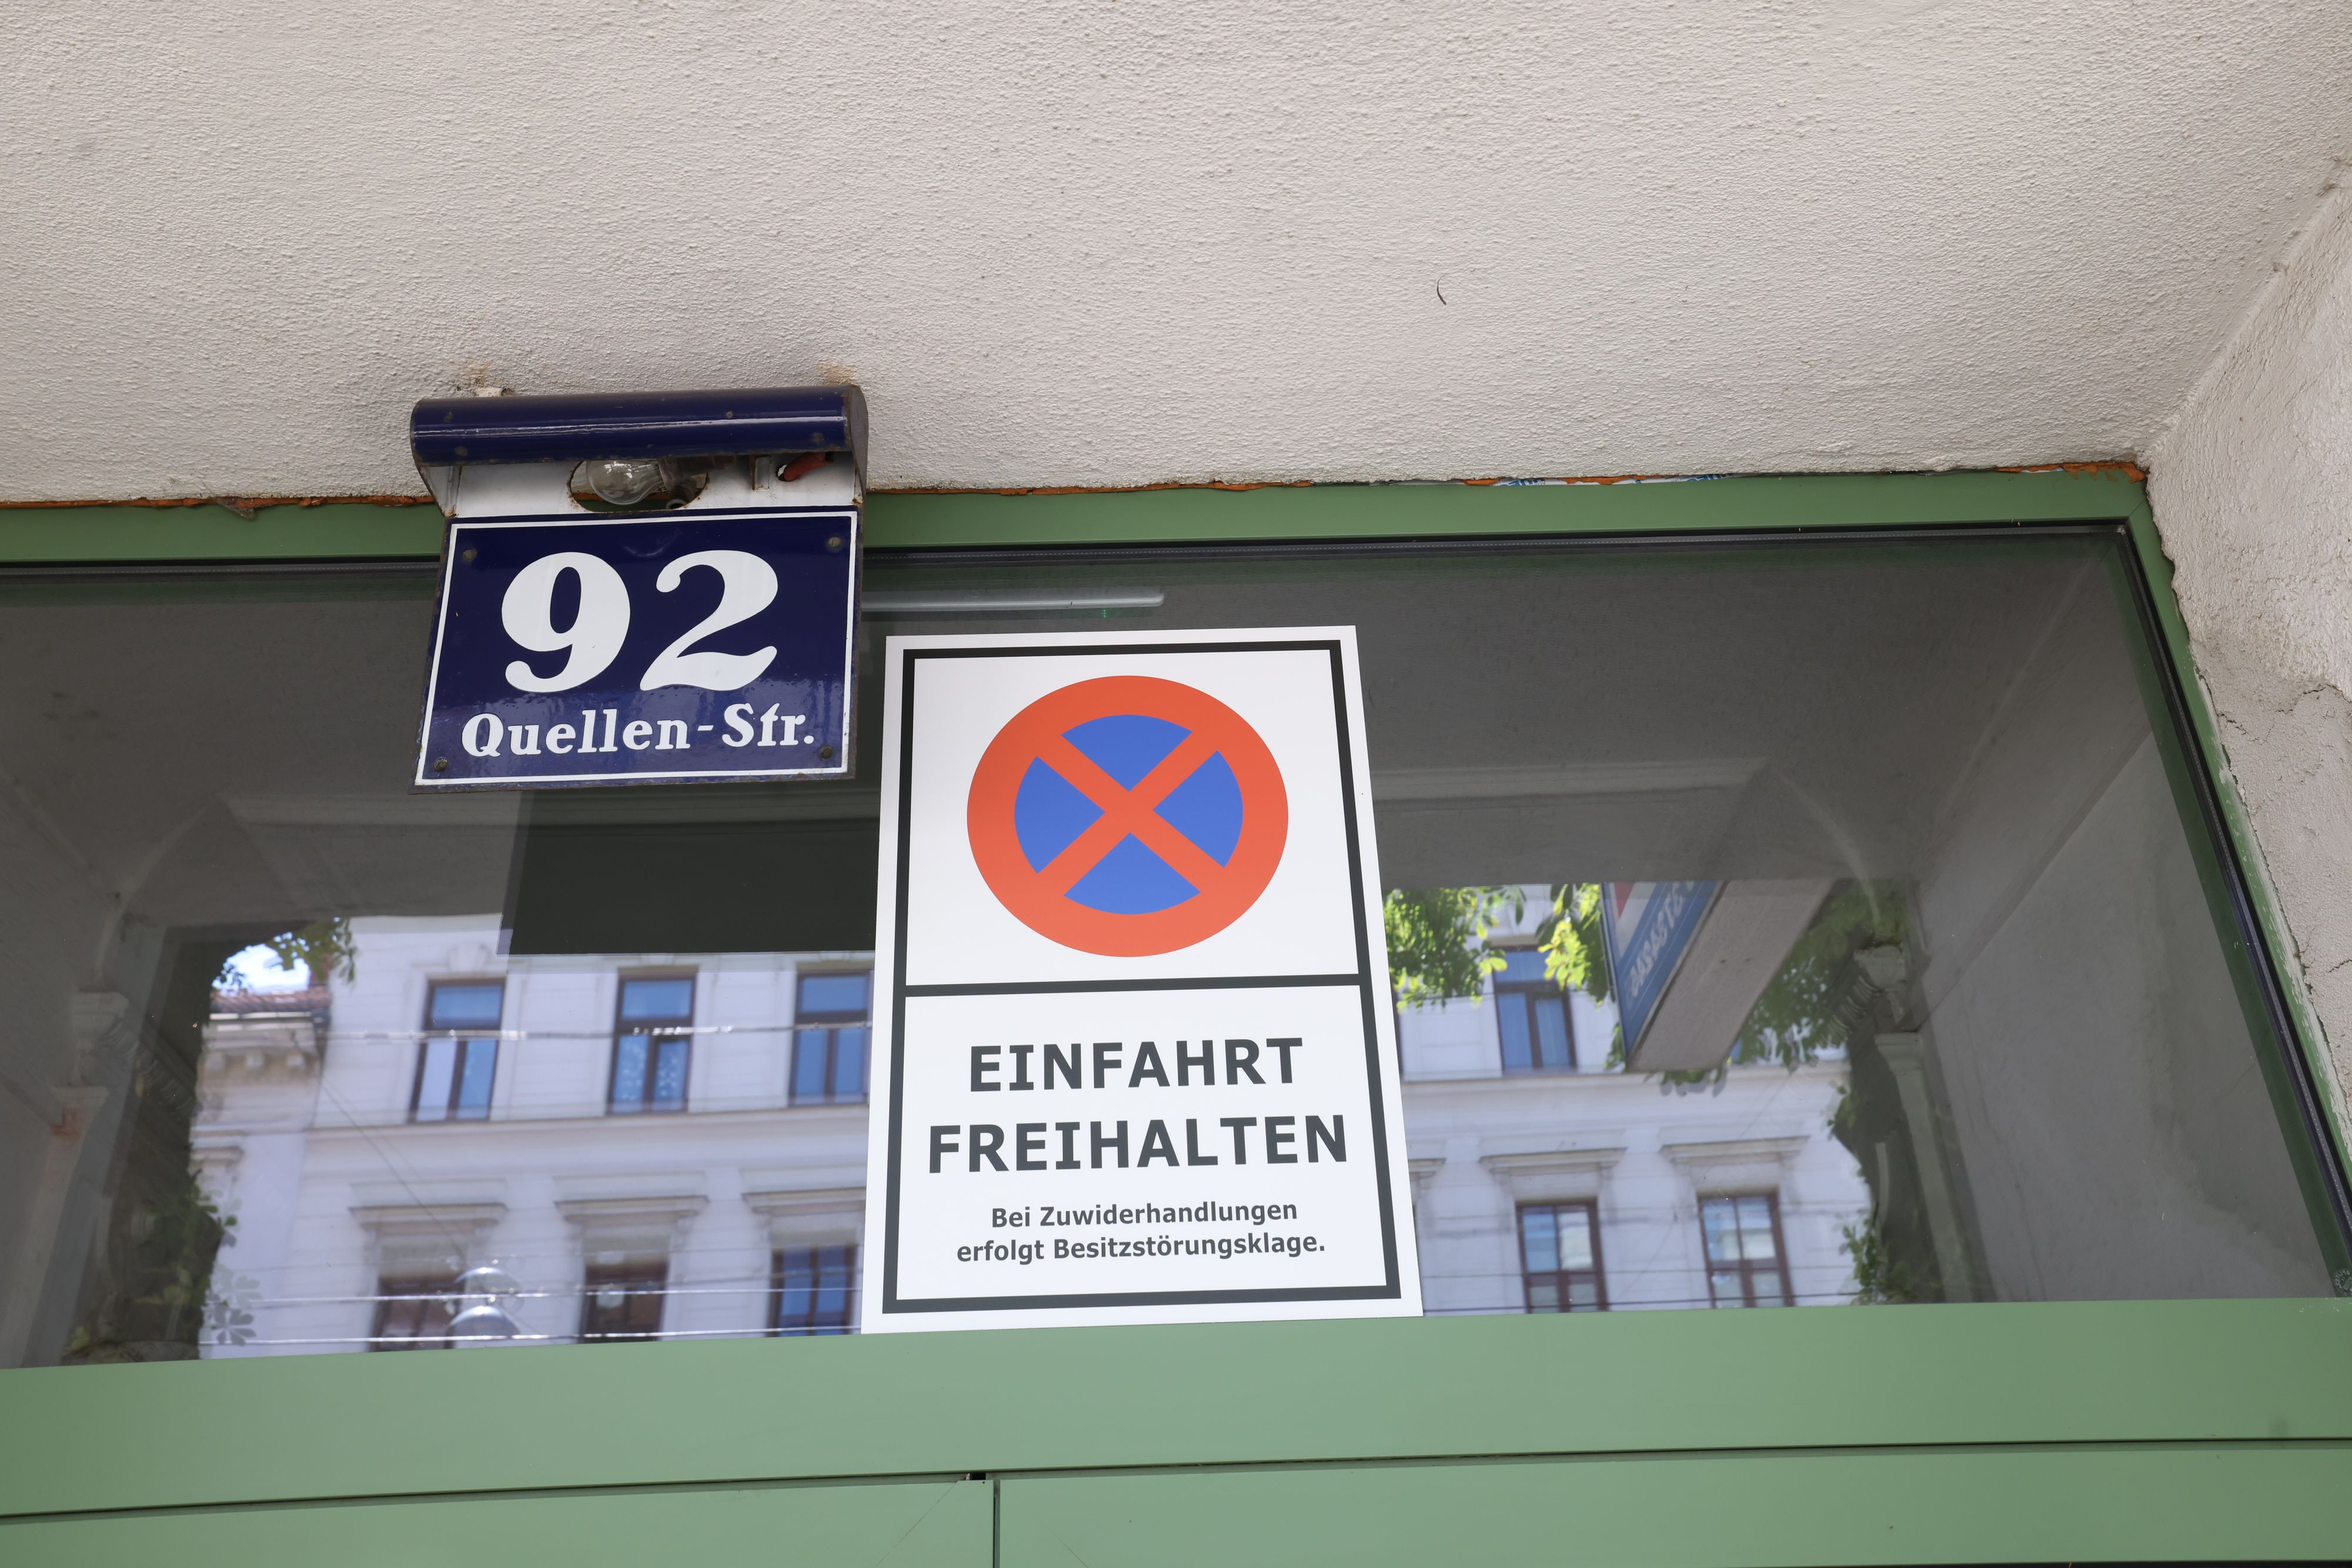 92
Quellen-Str.
EINFAHRT
FREIHALTEN
Bei Zuwiderhandlungen
erfolgt Besitzstörungsklage.